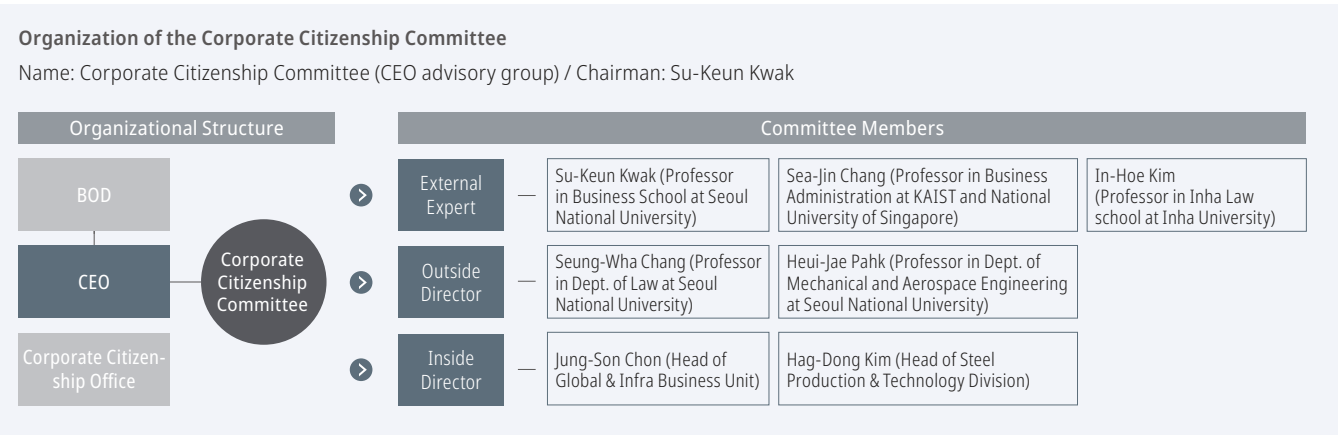 Organization of the Corporate Citizenship Committee
Name: Corporate Citizenship Committee (CEO advisory group) / Chairman: Su-Keun Kwak
Organizational Structure
BOD
CEO
Corporate Citizen-
ship Office
Corporate
Citizenship
Committee
Committee Members
External
Expert
Su-Keun Kwak (Professor
in Business School at Seoul
National University)
Sea-Jin Chang (Professor in Business
Administration at KAIST and National
University of Singapore)
In-Hoe Kim
(Professor in Inha Law
school at Inha University)
Outside
Director
Seung-Wha Chang (Professor
in Dept. of Law at Seoul
National University)
Heui-Jae Pahk (Professor in Dept. of
Mechanical and Aerospace Engineering
at Seoul National University)
Inside
Director
Jung-Son Chon (Head of
Global & Infra Business Unit)
Hag-Dong Kim (Head of Steel
Production & Technology Division)